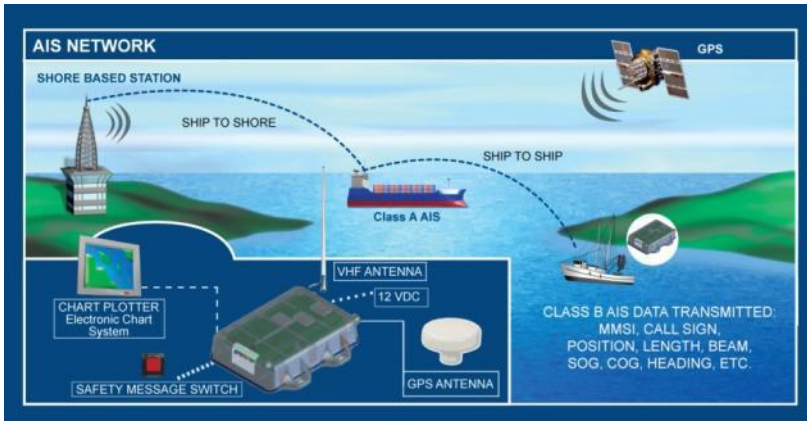 AIS NETWORK
GPS
SHORE BASED STATION
SHIP TO SHORE
SHIP TO SHIP
Class A AIS
VHF ANTENNA
12 VDC
CHART PLOTTER
Electronic Chart
System
SAFETY MESSAGE SWITCH
GPS ANTENNA
CLASS B AIS DATA TRANSMITTED:
MMSI, CALL SIGN,
POSITION, LENGTH, BEAM,
SOG, COG, HEADING, ETC.